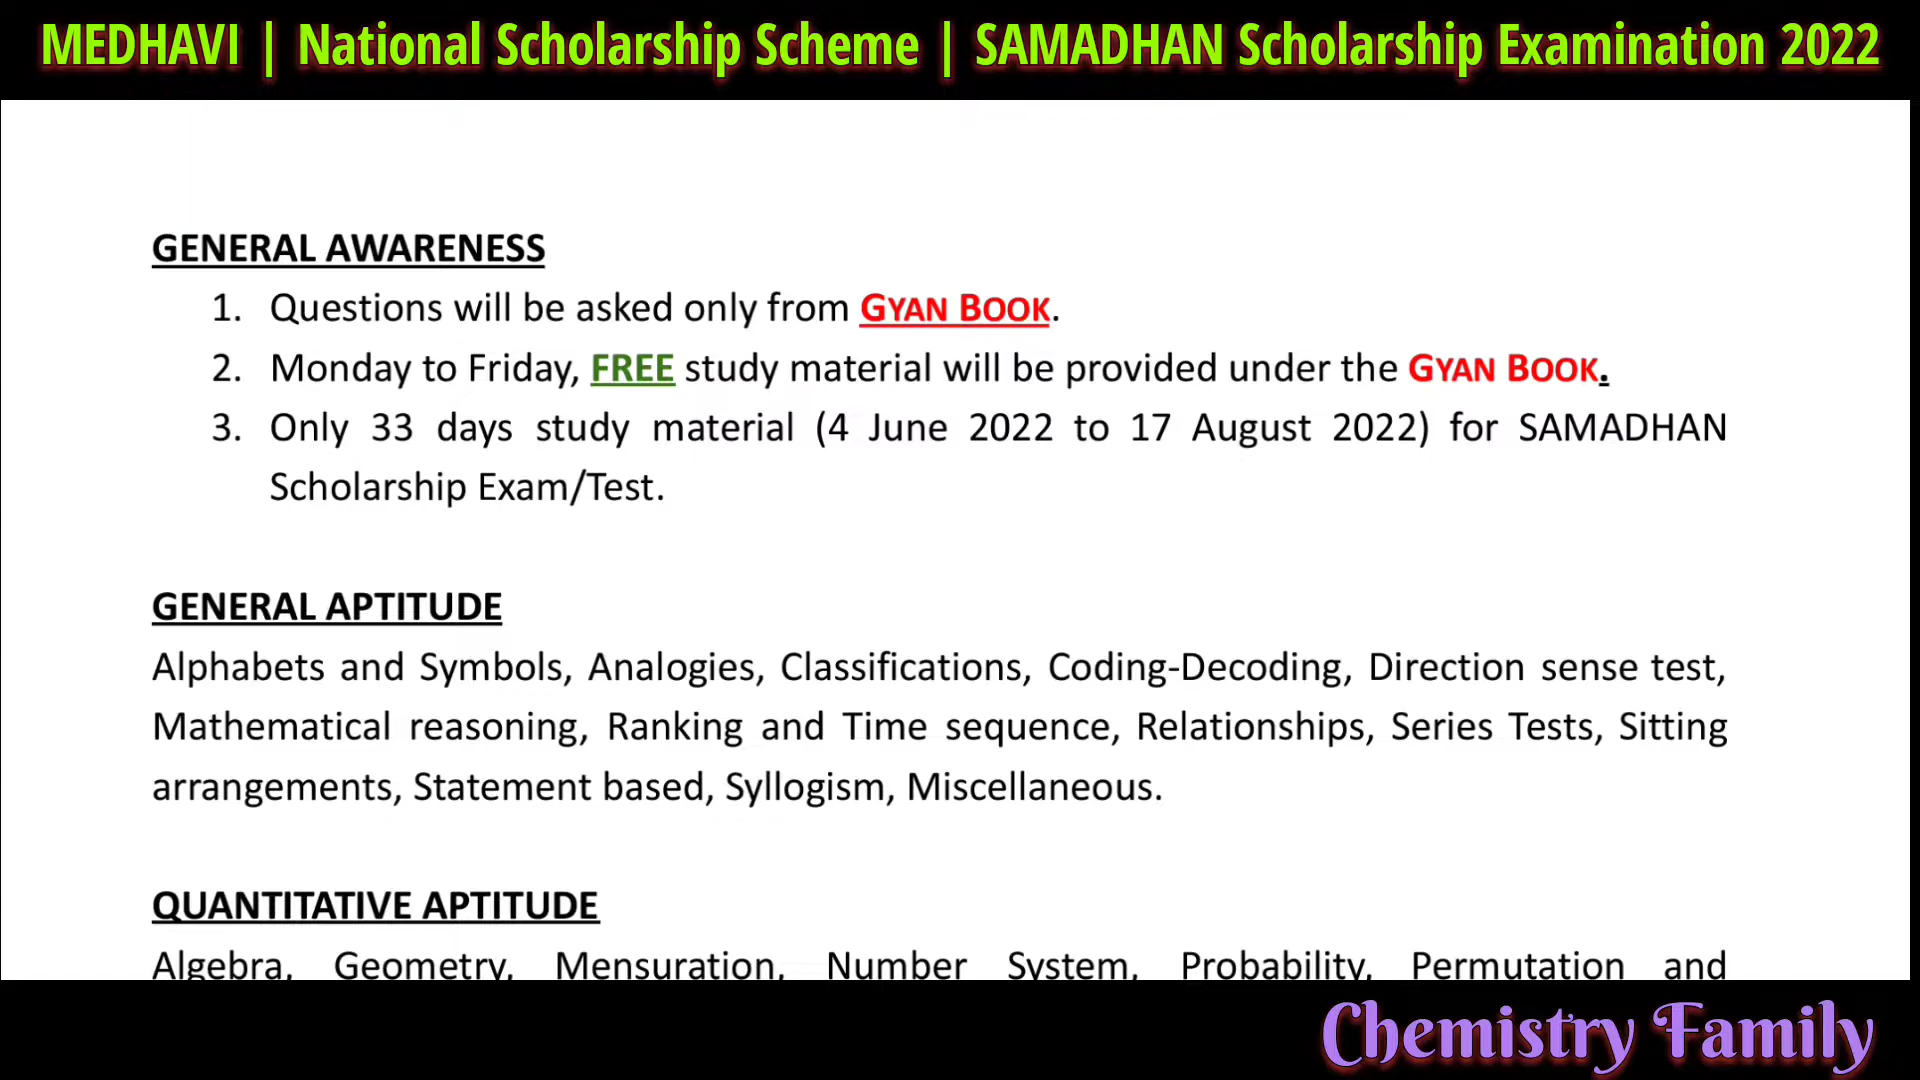 MEDHAVI | National Scholarship Scheme | SAMADHAN Scholarship Examination 2022
GENERAL AWARENESS
1. Questions will be asked only from GYAN BOOK.
2. Monday to Friday, FREE study material will be provided under the GYAN BOOK.
3. Only 33 days study material (4 June 2022 to 17 August 2022) for SAMADHAN
Scholarship Exam/Test.
GENERAL APTITUDE
Alphabets and Symbols, Analogies, Classifications, Coding-Decoding, Direction sense test,
Mathematical reasoning, Ranking and Time sequence, Relationships, Series Tests, Sitting
arrangements, Statement based, Syllogism, Miscellaneous.
QUANTITATIVE APTITUDE
Algebra, Geometry, Mensuration, Number System, Probability, Permutation and
Chemistry Family